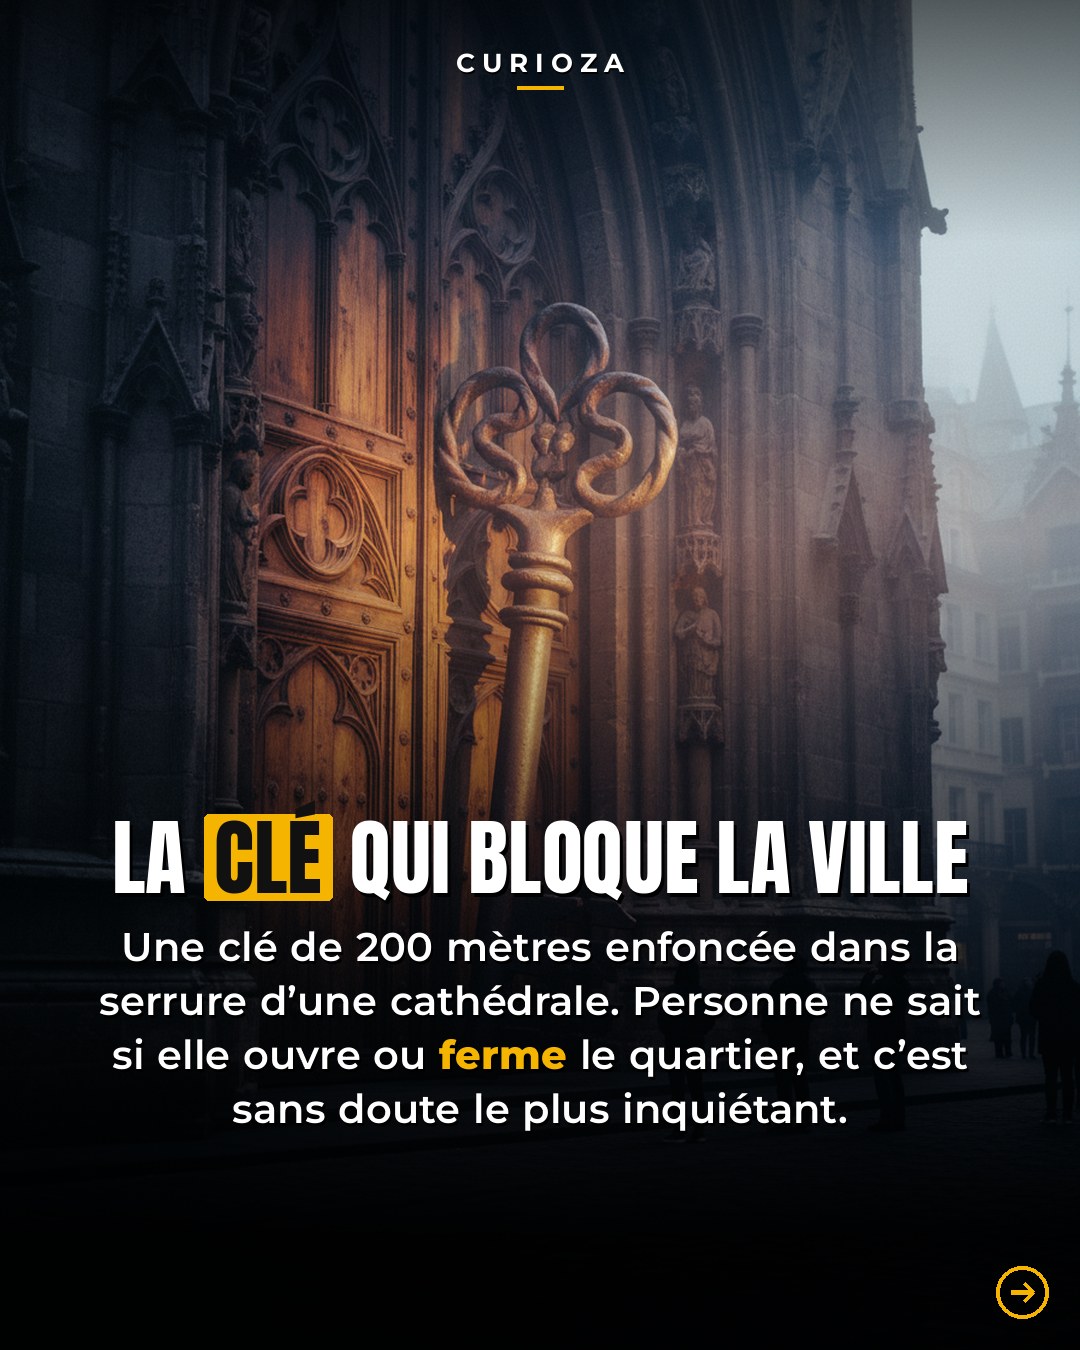 CURIOZA
LA CLÉ QUI BLOQUE LA VILLE
Une clé de 200 mètres enfoncée dans la
serrure d’une cathédrale. Personne ne sait
si elle ouvre ou ferme le quartier, et c’est
sans doute le plus inquiétant.